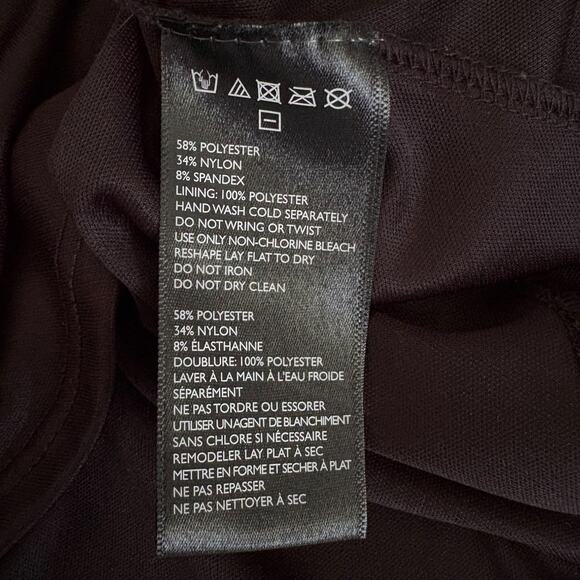 58% POLYESTER
34% NYLON
8% SPANDEX
LINING: 100% POLYESTER
HAND WASH COLD SEPARATELY
DO NOT WRING OR TWIST
USE ONLY NON-CHLORINE BLEACH
RESHAPE LAY FLAT TO DRY
DO NOT IRON
DO NOT DRY CLEAN
58% POLYESTER
34% NYLON
8% ÉLASTHANNE
DOUBLURE: 100% POLYESTER
LAVER À LA MAIN À L'EAU FROIDE
SÉPARÉMENT
NE PAS TORDRE OU ESSORER
UTILISER UN AGENT DE BLANCHIMENT
SANS CHLORE SI NÉCESSAIRE
REMODELER LAY PLAT À SEC
METTRE EN FORME ET SECHER À PLAT
NE PAS REPASSER
NE PAS NETTOYER À SEC